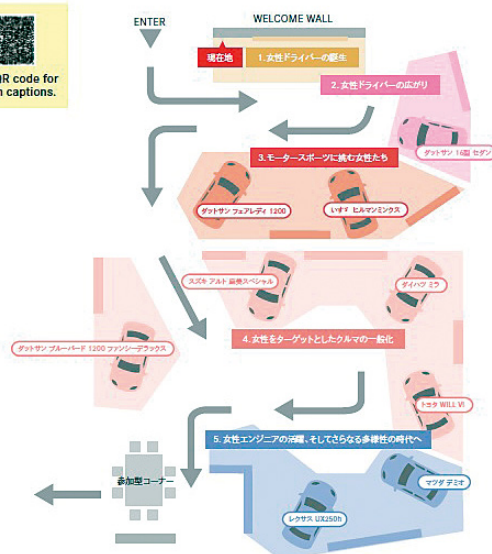 QR code for
captions.
ENTER
WELCOME WALL
現在地
1. 女性ドライバーの誕生
2. 女性ドライバーの広がり
ダットサン 16型 セダン
3. モータースポーツに挑む女性たち
ダットサン フェアレディ 1200
いすゞ ヒルマンミンクス
スズキ アルト 麻美スペシャル
ダイハツ ミラ
4. 女性をターゲットとしたクルマの一般化
ダットサン ブルーバード 1200 ファンシーデラックス
トヨタ WiLL Vi
5. 女性エンジニアの活躍、そしてさらなる多様性の時代へ
参加型コーナー
マツダ デミオ
レクサス UX250h